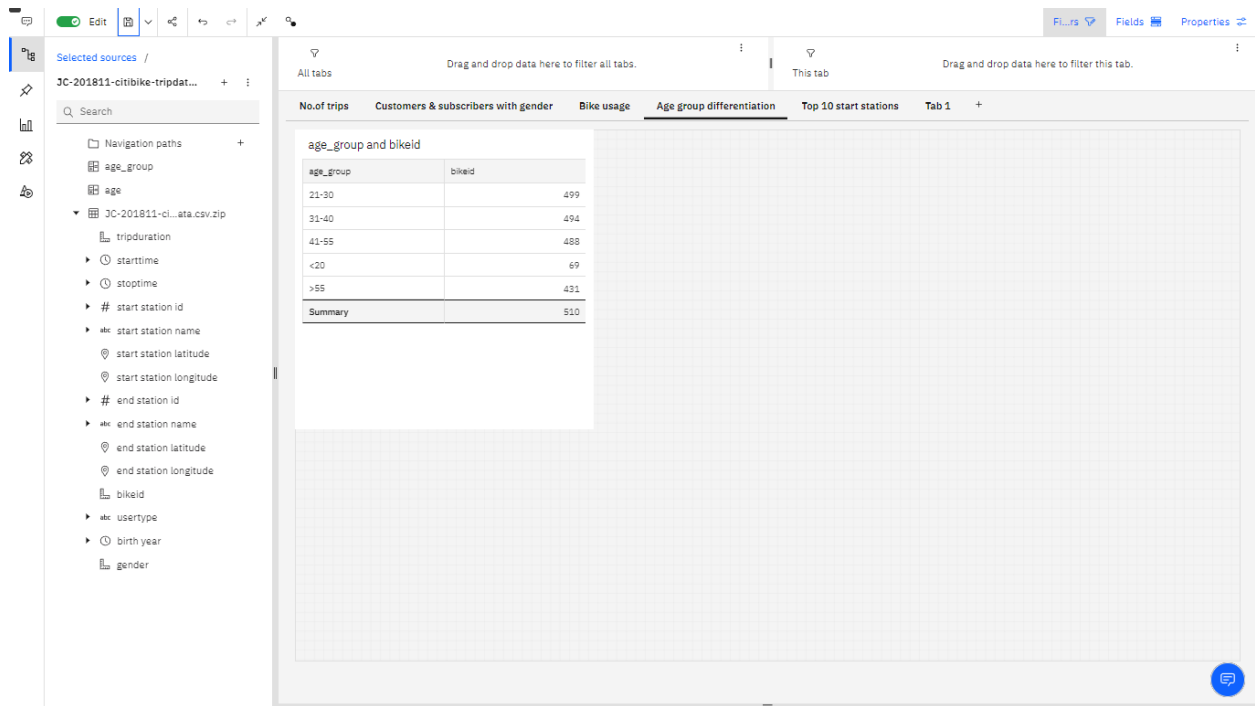 Edit
Fi...rs
Fields
Properties
Selected sources /
JC-201811-citibike-tripdat...
Search
Navigation paths
age_group
age
JC-201811-ci...ata.csv.zip
tripduration
starttime
stoptime
# start station id
abc start station name
start station latitude
start station longitude
# end station id
abc end station name
end station latitude
end station longitude
bikeid
abc usertype
birth year
gender
All tabs
Drag and drop data here to filter all tabs.
This tab
Drag and drop data here to filter this tab.
No.of trips Customers & subscribers with gender Bike usage Age group differentiation Top 10 start stations Tab 1 +
age_group and bikeid
age_group bikeid
21-30 499
31-40 494
41-55 488
<20 69
>55 431
Summary 510